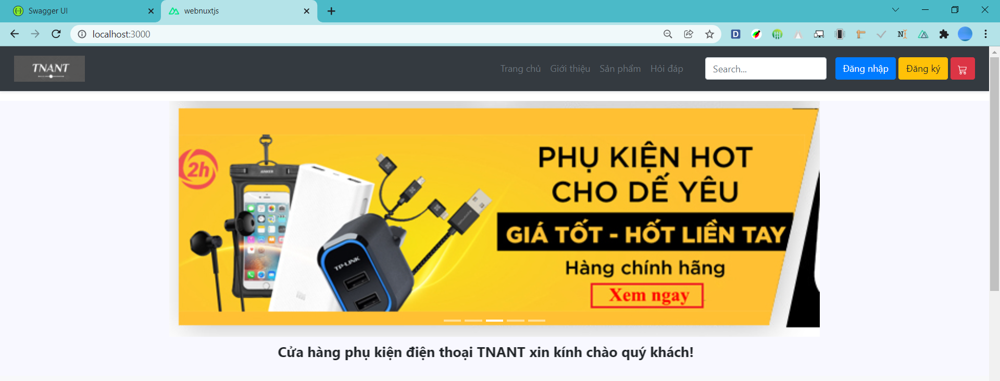 Swagger UI
webnuxtjs
localhost:3000
TNANT
Trang chủ
Giới thiệu
Sản phẩm
Hỏi đáp
Search...
Đăng nhập
Đăng ký
2h
ANKER
TP-LINK
PHỤ KIỆN HOT
CHO DẾ YÊU
GIÁ TỐT - HỐT LIỀN TAY
Hàng chính hãng
Xem ngay
Cửa hàng phụ kiện điện thoại TNANT xin kính chào quý khách!